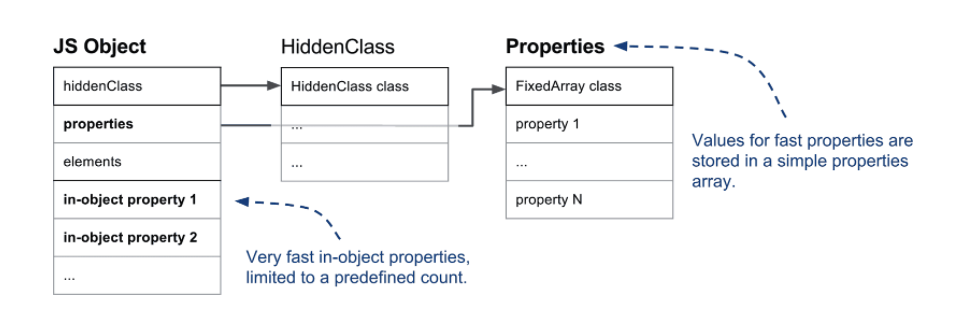 JS Object
hiddenClass
properties
elements
in-object property 1
in-object property 2
...
HiddenClass
HiddenClass class
...
...
Properties
FixedArray class
property 1
...
property N
Values for fast properties are
stored in a simple properties
array.
Very fast in-object properties,
limited to a predefined count.